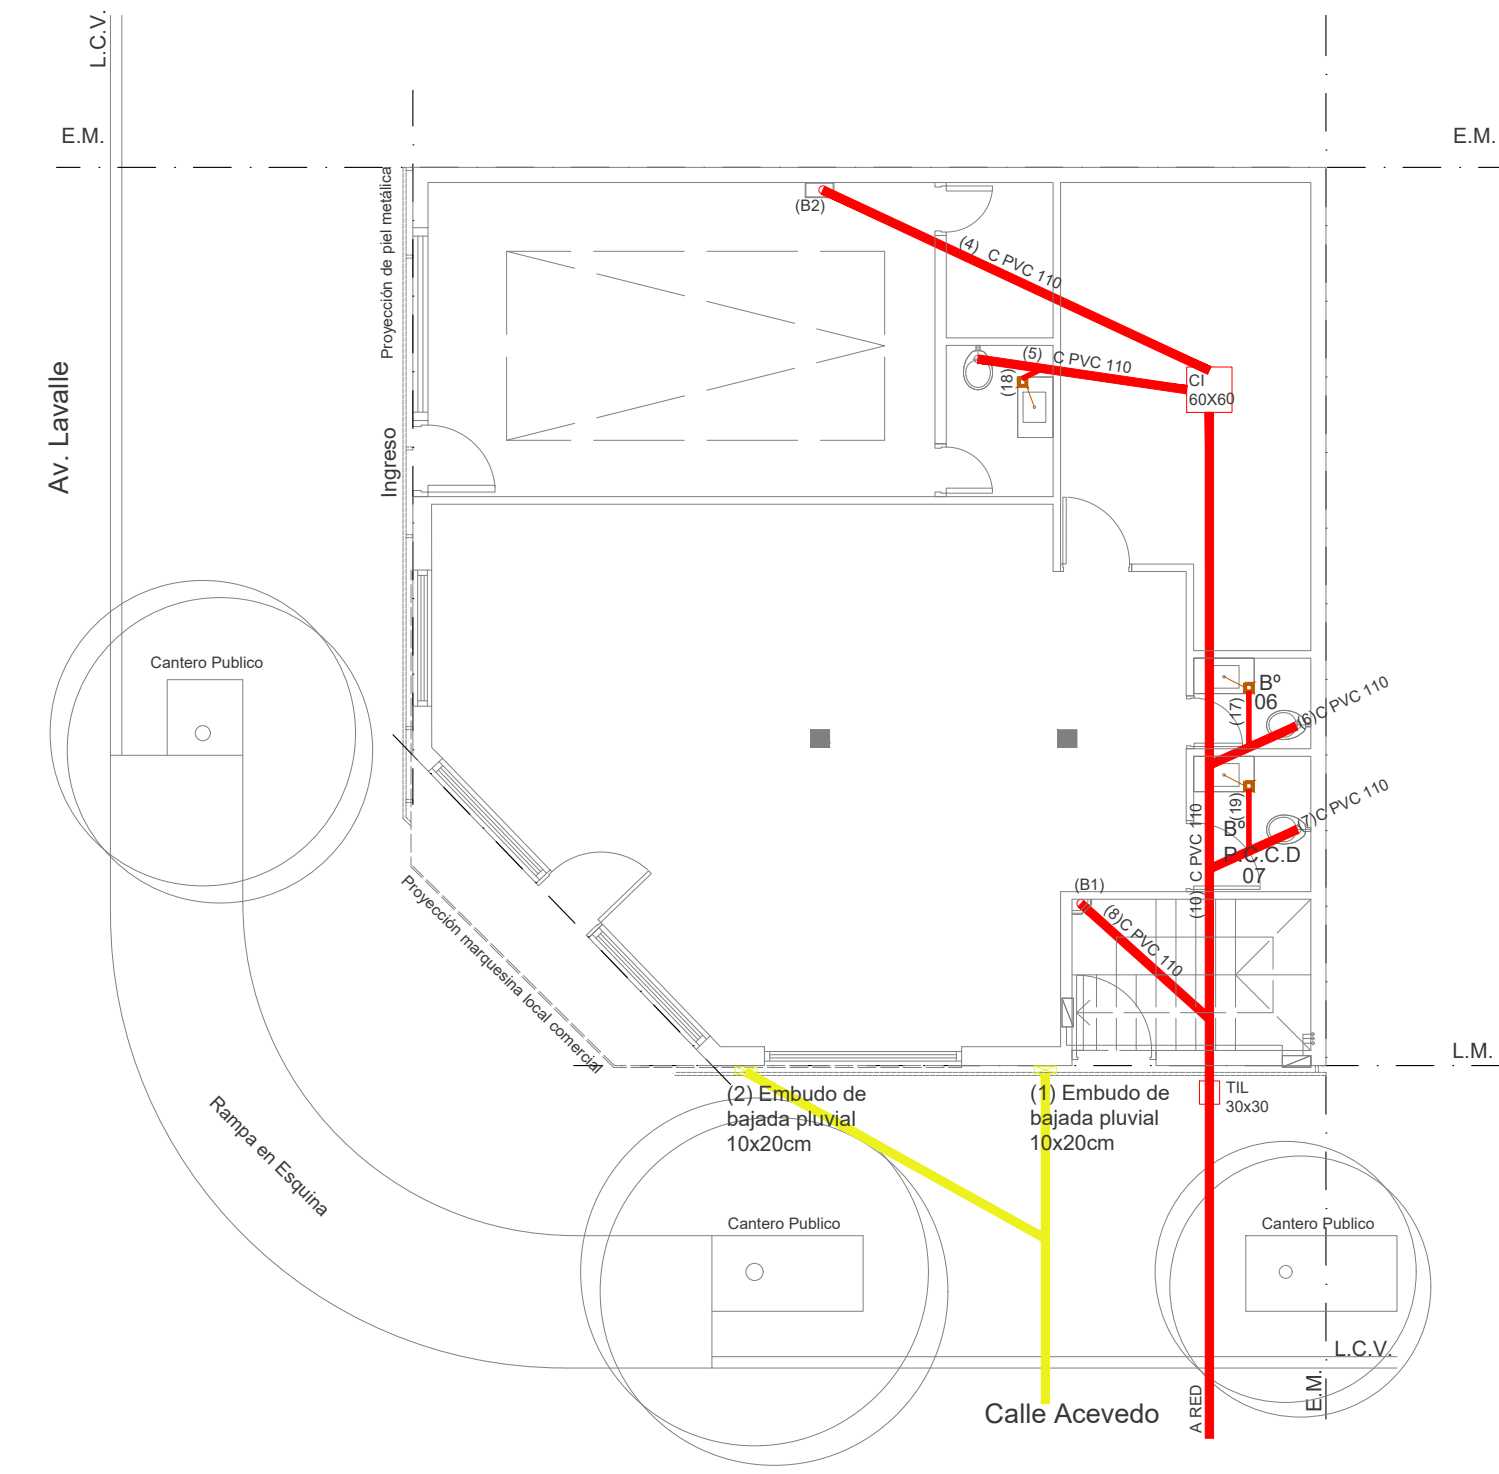 L.C.V.
E.M.
E.M.
Proyección de piel metálica
(B2)
(4) C PVC 110
(5) C PVC 110
(18)
CI
60X60
Av. Lavalle
Ingreso
Cantero Publico
Bº
06
(17)
(6)C PVC 110
(19)
Bº
P.C.C.D
07
(7)C PVC 110
(10) C PVC 110
(B1)
(8)C PVC 110
Proyección marquesina local comercial
L.M.
(2) Embudo de
bajada pluvial
10x20cm
(1) Embudo de
bajada pluvial
10x20cm
TIL
30x30
Rampa en Esquina
Cantero Publico
Cantero Publico
L.C.V.
E.M.
A RED
Calle Acevedo